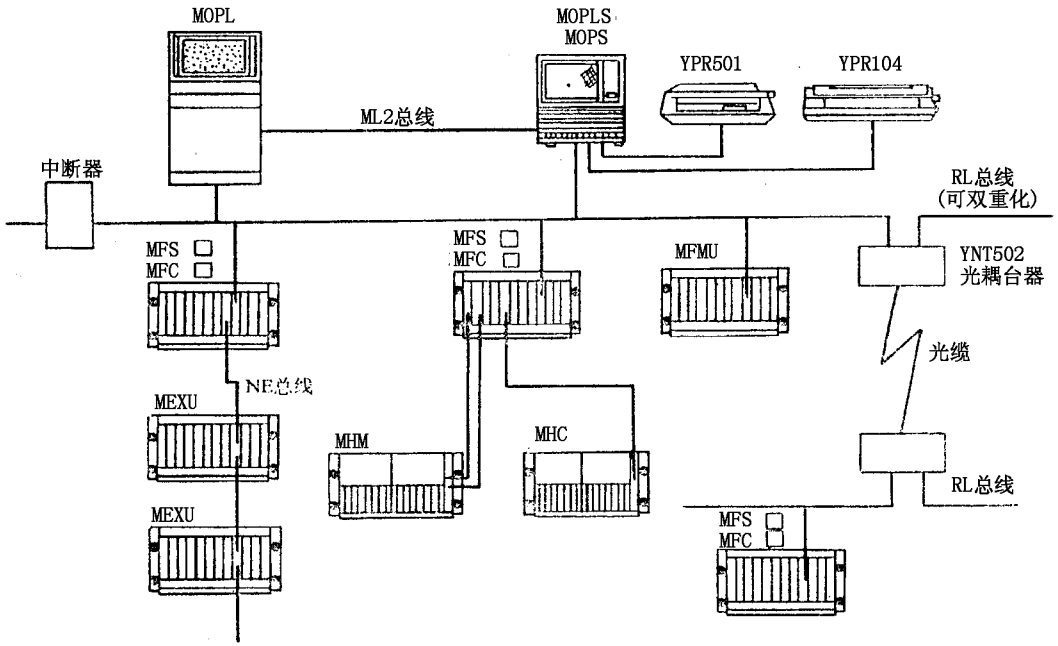 MOPL
MOPLS
MOPS
YPR501
YPR104
ML2总线
中断器
RL总线
(可双重化)
MFS
MFC
MFS
MFC
MFMU
YNT502
光耦台器
光缆
NE总线
MEXU
MHM
MHC
RL总线
MEXU
MFS
MFC